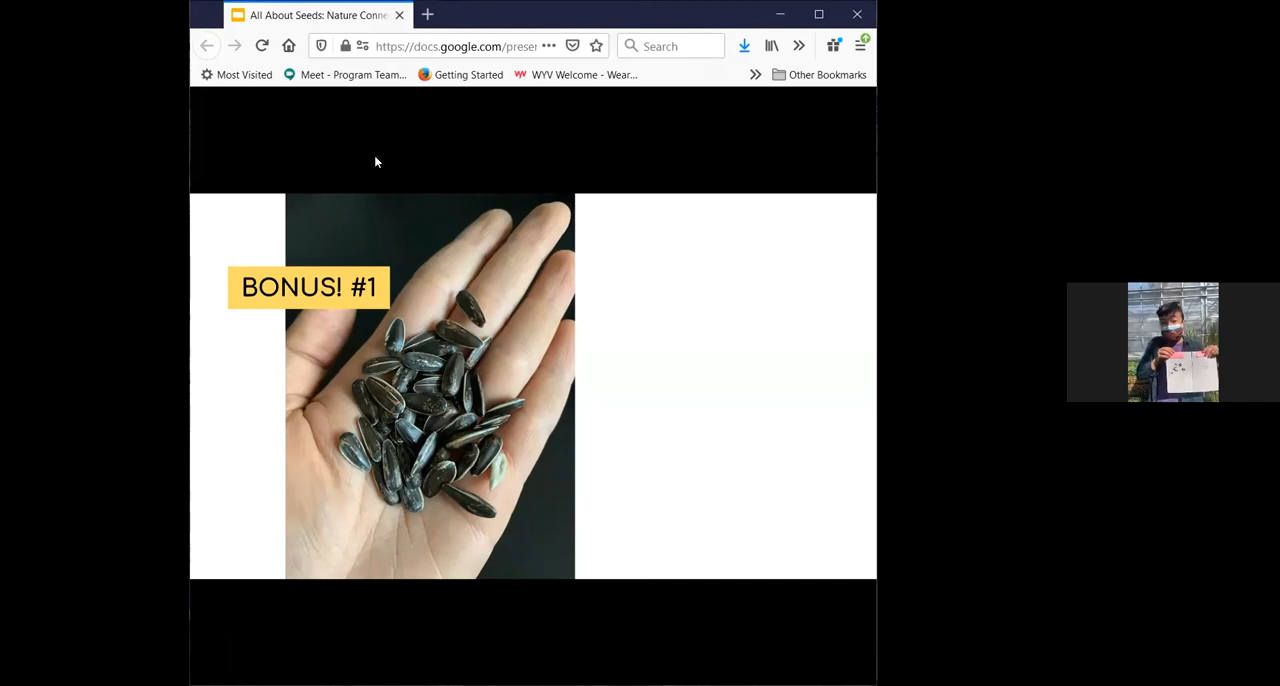 All About Seeds: Nature Conne
https://docs.google.com/preser
Search
Most Visited
Meet - Program Team...
Getting Started
WYV Welcome - Wear...
Other Bookmarks
BONUS! #1